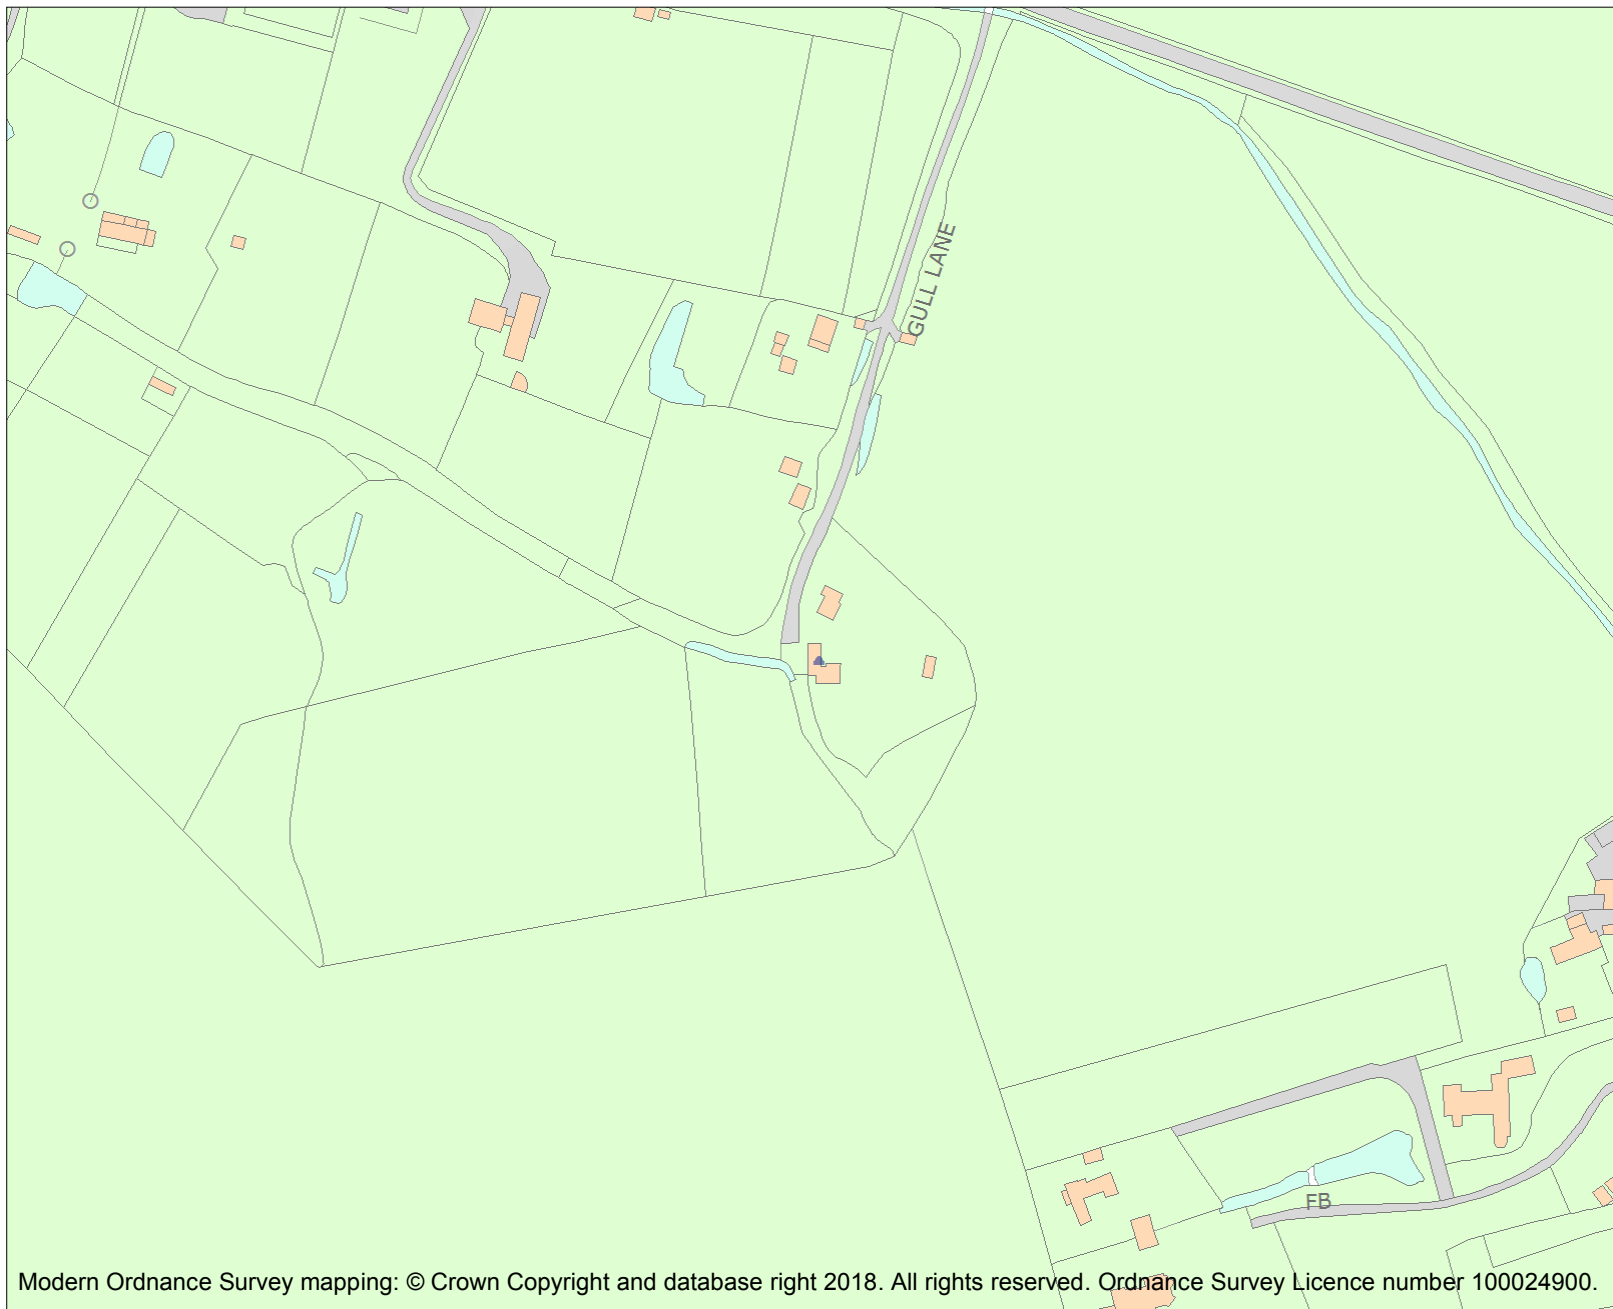 GULL LANE
FB
Modern Ordnance Survey mapping: © Crown Copyright and database right 2018. All rights reserved. Ordnance Survey Licence number 100024900.